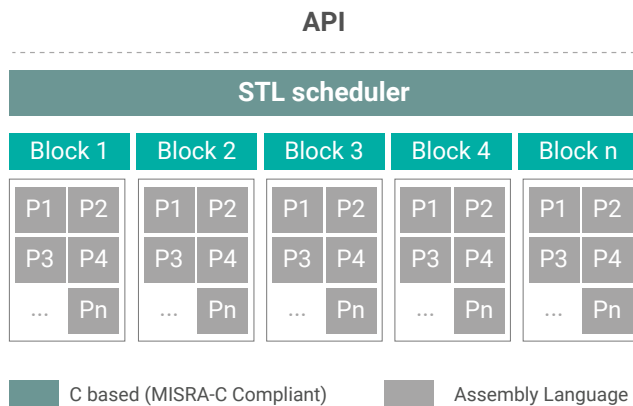 API
STL scheduler
Block 1 Block 2 Block 3 Block 4 Block n
P1 P2 P1 P2 P1 P2 P1 P2 P1 P2
P3 P4 P3 P4 P3 P4 P3 P4 P3 P4
... Pn ... Pn ... Pn ... Pn ... Pn
C based (MISRA-C Compliant) Assembly Language